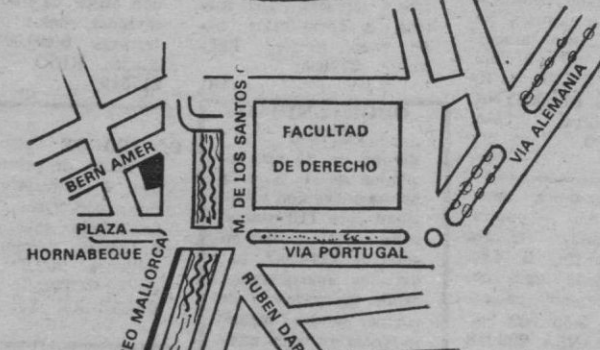 FACULTAD
DE DERECHO
M. DE LOS SANTOS
VIA ALEMANIA
BERN AMER
PLAZA
HORNABEQUE
VIA PORTUGAL
EO MALLORCA
RUBEN DAR